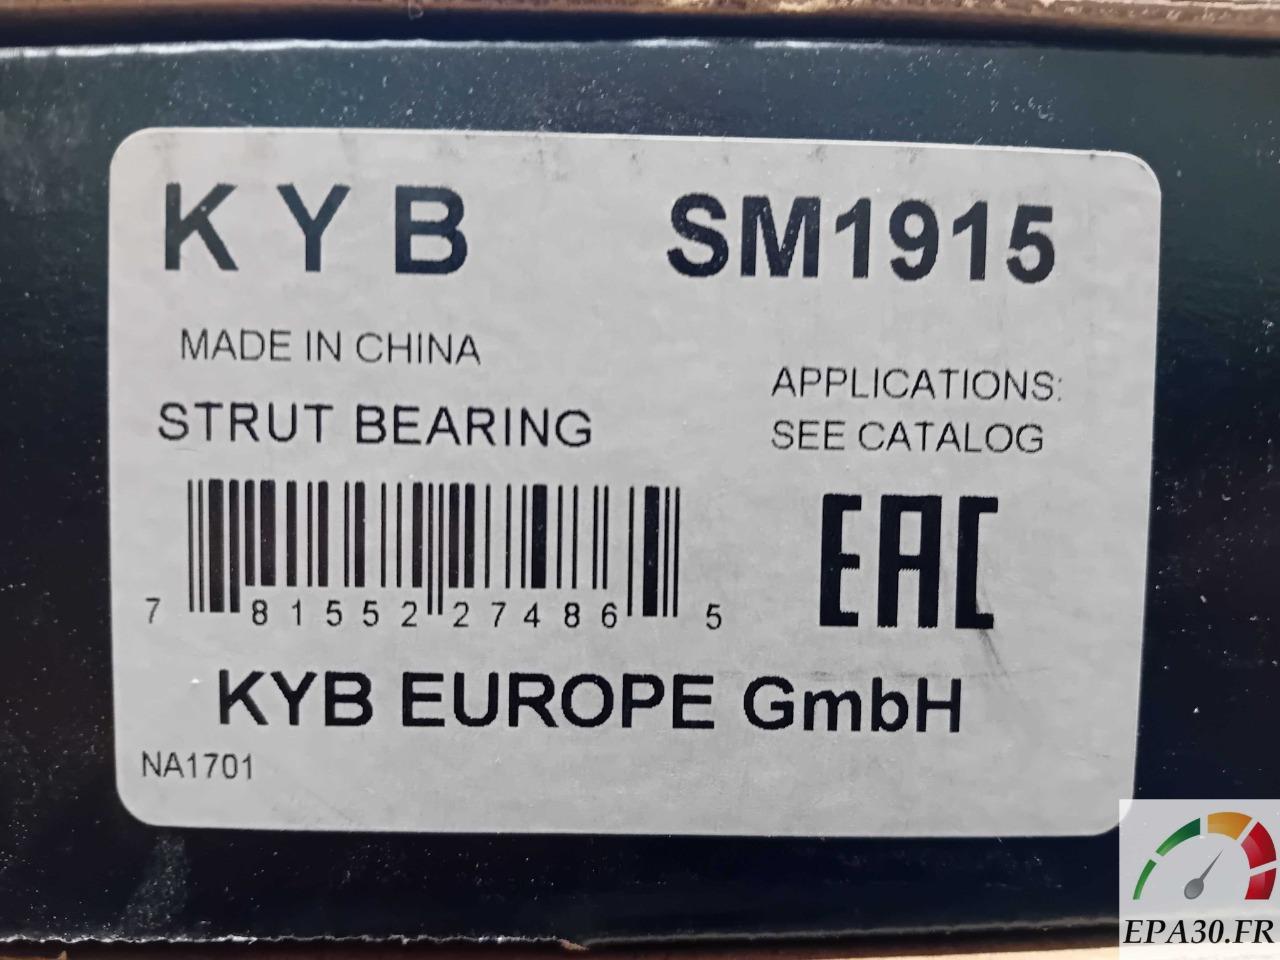 KYB SM1915
MADE IN CHINA
APPLICATIONS:
STRUT BEARING
SEE CATALOG
7 81552 27486 5
EAC
KYB EUROPE GmbH
NA1701
EPA30.FR